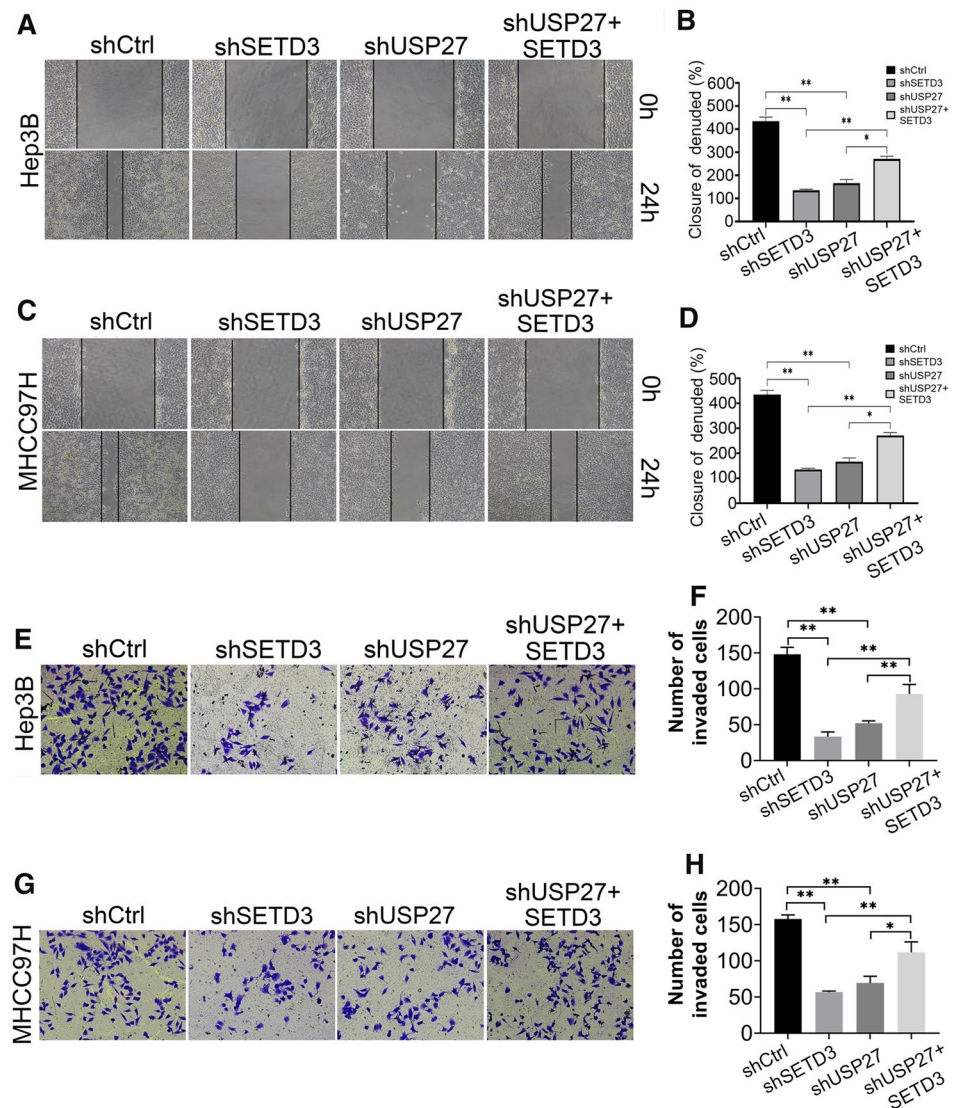 A
shCtrl
shSETD3
shUSP27
shUSP27+
SETD3
Hep3B
0h
24h
B
Closure of denuded (%)
600
500
400
300
200
100
0
**
**
**
*
shCtrl
shSETD3
shUSP27
shUSP27+
SETD3
shCtrl
shSETD3
shUSP27
shUSP27+
SETD3
C
shCtrl
shSETD3
shUSP27
shUSP27+
SETD3
MHCC97H
0h
24h
D
Closure of denuded (%)
500
400
300
200
100
0
**
**
**
*
shCtrl
shSETD3
shUSP27
shUSP27+
SETD3
shCtrl
shSETD3
shUSP27
shUSP27+
SETD3
E
shCtrl
shSETD3
shUSP27
shUSP27+
SETD3
Hep3B
F
Number of
invaded cells
200
150
100
50
0
**
**
**
**
shCtrl
shSETD3
shUSP27
shUSP27+
SETD3
G
shCtrl
shSETD3
shUSP27
shUSP27+
SETD3
MHCC97H
H
Number of
invaded cells
200
150
100
50
0
**
**
**
*
shCtrl
shSETD3
shUSP27
shUSP27+
SETD3